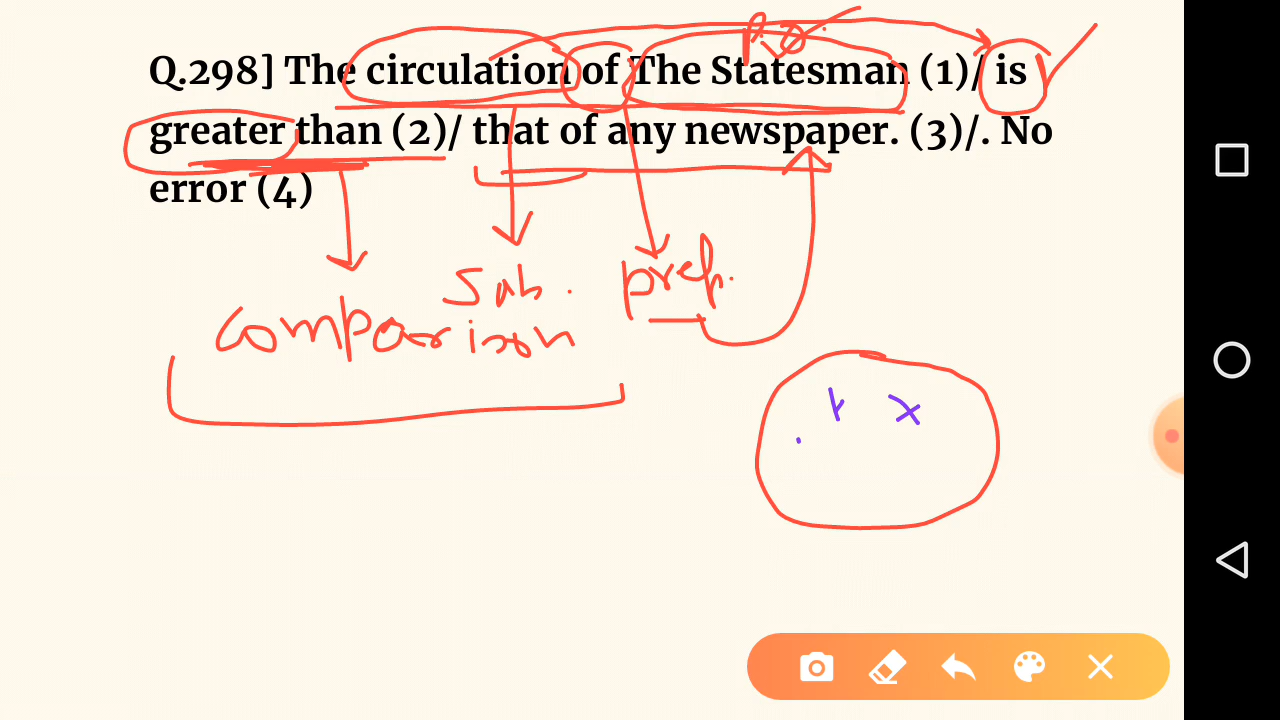 P.O.
Q.298] The circulation of The Statesman (1)/ is
greater than (2)/ that of any newspaper. (3)/. No
error (4)
Sub. prep.
comparison
x